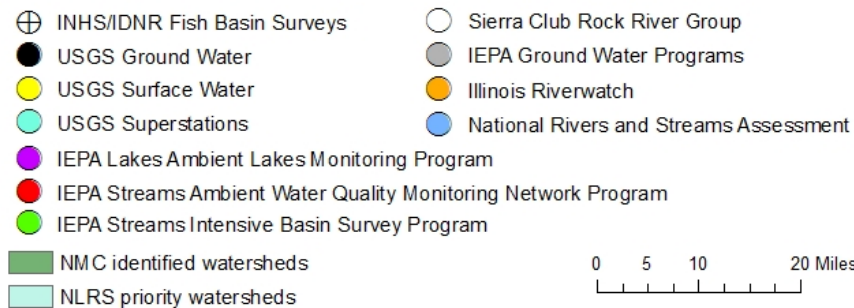 INHS/IDNR Fish Basin Surveys
USGS Ground Water
USGS Surface Water
USGS Superstations
IEPA Lakes Ambient Lakes Monitoring Program
IEPA Streams Ambient Water Quality Monitoring Network Program
IEPA Streams Intensive Basin Survey Program
NMC identified watersheds
NLRS priority watersheds
Sierra Club Rock River Group
IEPA Ground Water Programs
Illinois Riverwatch
National Rivers and Streams Assessment
0 5 10 20 Miles